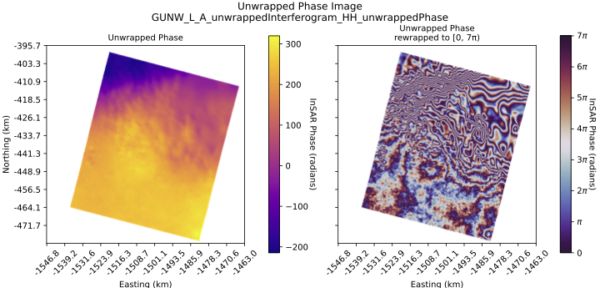 Unwrapped Phase Image
GUNW_L_A_unwrappedInterferogram_HH_unwrappedPhase
Unwrapped Phase
Unwrapped Phase
rewrapped to [0, 7π]
Northing (km)
-395.7
-403.3
-410.9
-418.5
-426.1
-433.7
-441.3
-448.9
-456.5
-464.1
-471.7
-1546.8
-1539.2
-1531.6
-1523.9
-1516.3
-1508.7
-1501.1
-1493.5
-1485.9
-1478.3
-1470.6
-1463.0
Easting (km)
300
200
100
0
−100
−200
InSAR Phase (radians)
-1546.8
-1539.2
-1531.6
-1523.9
-1516.3
-1508.7
-1501.1
-1493.5
-1485.9
-1478.3
-1470.6
-1463.0
Easting (km)
7π
6π
5π
4π
3π
2π
π
0
InSAR Phase (radians)